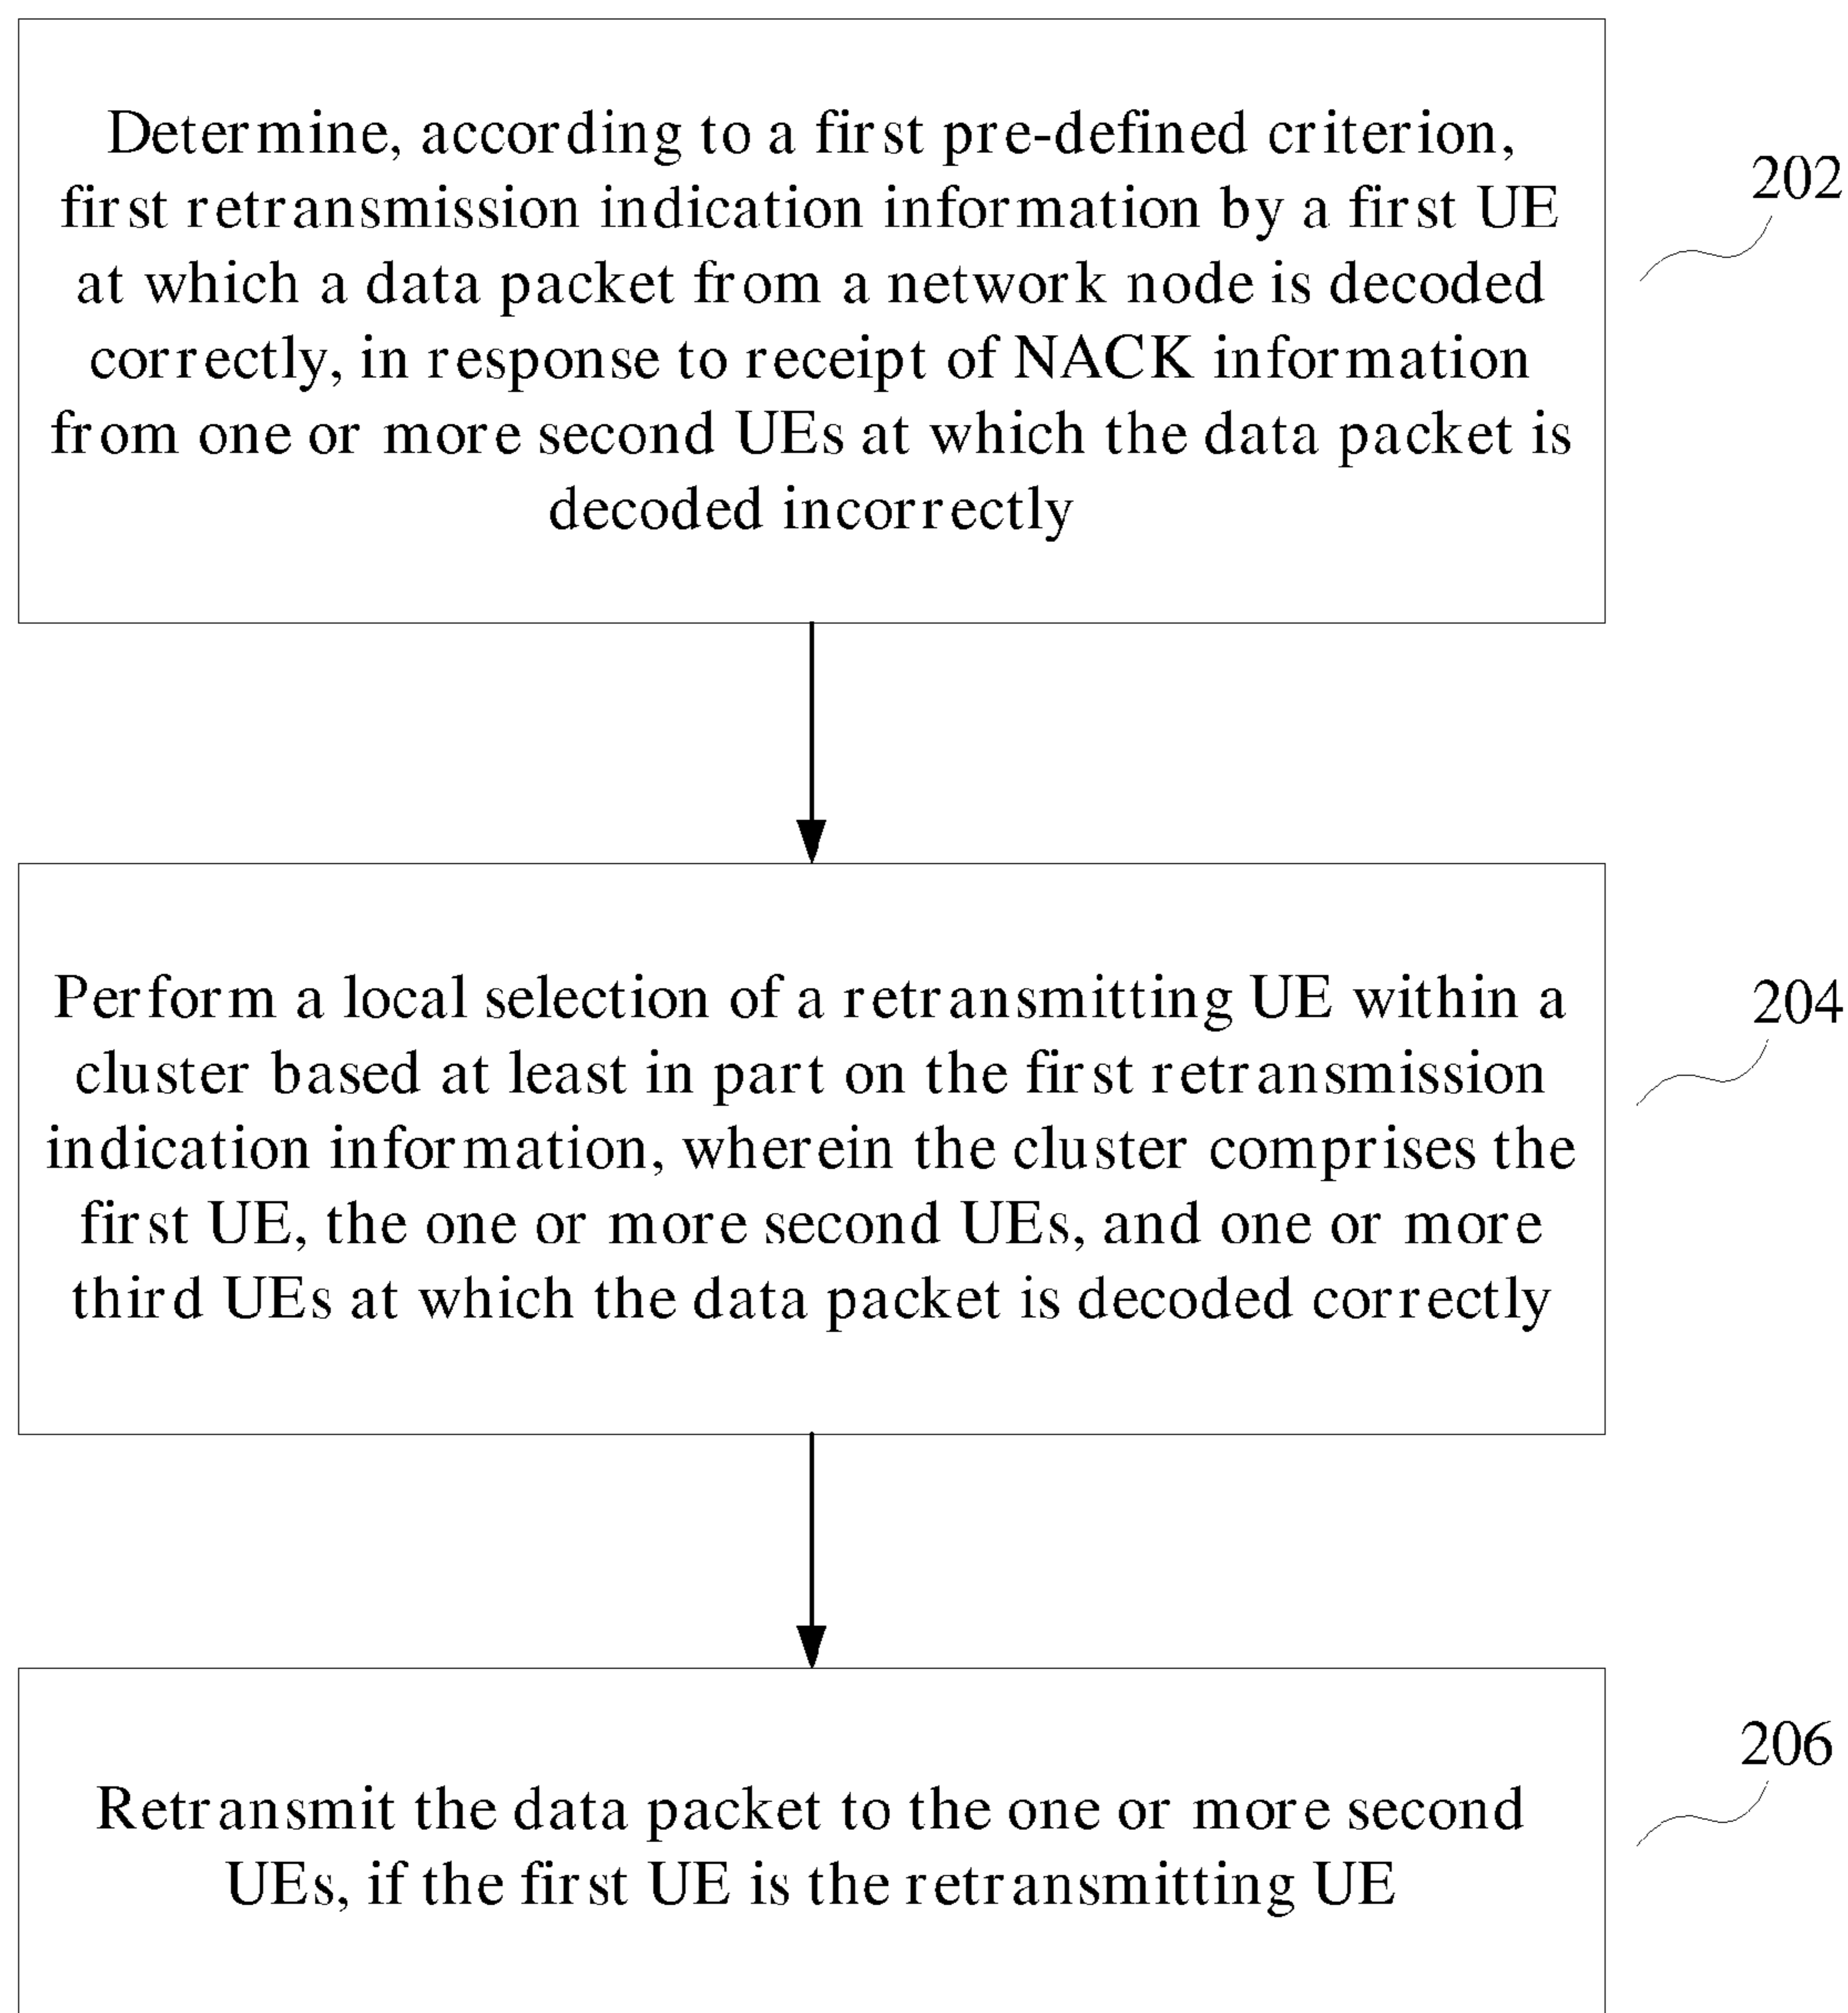 Determine, according to a first pre-defined criterion,
first retransmission indication information by a first UE
at which a data packet from a network node is decoded
correctly, in response to receipt of NACK information
from one or more second UEs at which the data packet is
decoded incorrectly
202
Perform a local selection of a retransmitting UE within a
cluster based at least in part on the first retransmission
indication information, wherein the cluster comprises the
first UE, the one or more second UEs, and one or more
third UEs at which the data packet is decoded correctly
204
Retransmit the data packet to the one or more second
UEs, if the first UE is the retransmitting UE
206